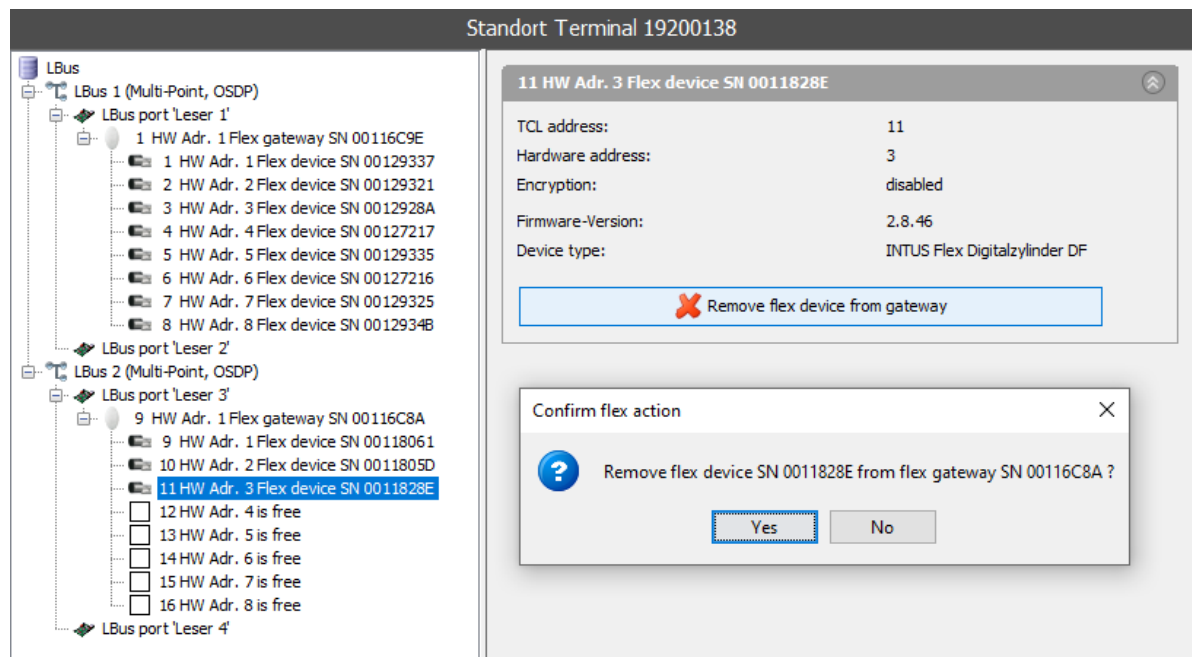 Standort Terminal 19200138
LBus
LBus 1 (Multi-Point, OSDP)
LBus port 'Leser 1'
1 HW Adr. 1 Flex gateway SN 00116C9E
1 HW Adr. 1 Flex device SN 00129337
2 HW Adr. 2 Flex device SN 00129321
3 HW Adr. 3 Flex device SN 0012928A
4 HW Adr. 4 Flex device SN 00127217
5 HW Adr. 5 Flex device SN 00129335
6 HW Adr. 6 Flex device SN 00127216
7 HW Adr. 7 Flex device SN 00129325
8 HW Adr. 8 Flex device SN 0012934B
LBus port 'Leser 2'
LBus 2 (Multi-Point, OSDP)
LBus port 'Leser 3'
9 HW Adr. 1 Flex gateway SN 00116C8A
9 HW Adr. 1 Flex device SN 00118061
10 HW Adr. 2 Flex device SN 0011805D
11 HW Adr. 3 Flex device SN 0011828E
12 HW Adr. 4 is free
13 HW Adr. 5 is free
14 HW Adr. 6 is free
15 HW Adr. 7 is free
16 HW Adr. 8 is free
LBus port 'Leser 4'
11 HW Adr. 3 Flex device SN 0011828E
TCL address: 11
Hardware address: 3
Encryption: disabled
Firmware-Version: 2.8.46
Device type: INTUS Flex Digitalzylinder DF
Remove flex device from gateway
Confirm flex action
Remove flex device SN 0011828E from flex gateway SN 00116C8A ?
Yes No